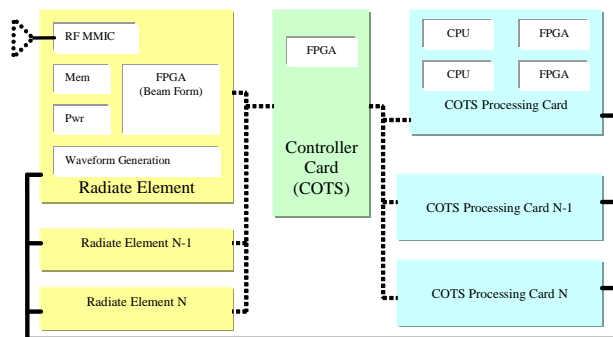 RF MMIC
Mem
FPGA
(Beam Form)
Pwr
Waveform Generation
Radiate Element
Radiate Element N-1
Radiate Element N
FPGA
Controller
Card
(COTS)
CPU
FPGA
CPU
FPGA
COTS Processing Card
COTS Processing Card N-1
COTS Processing Card N